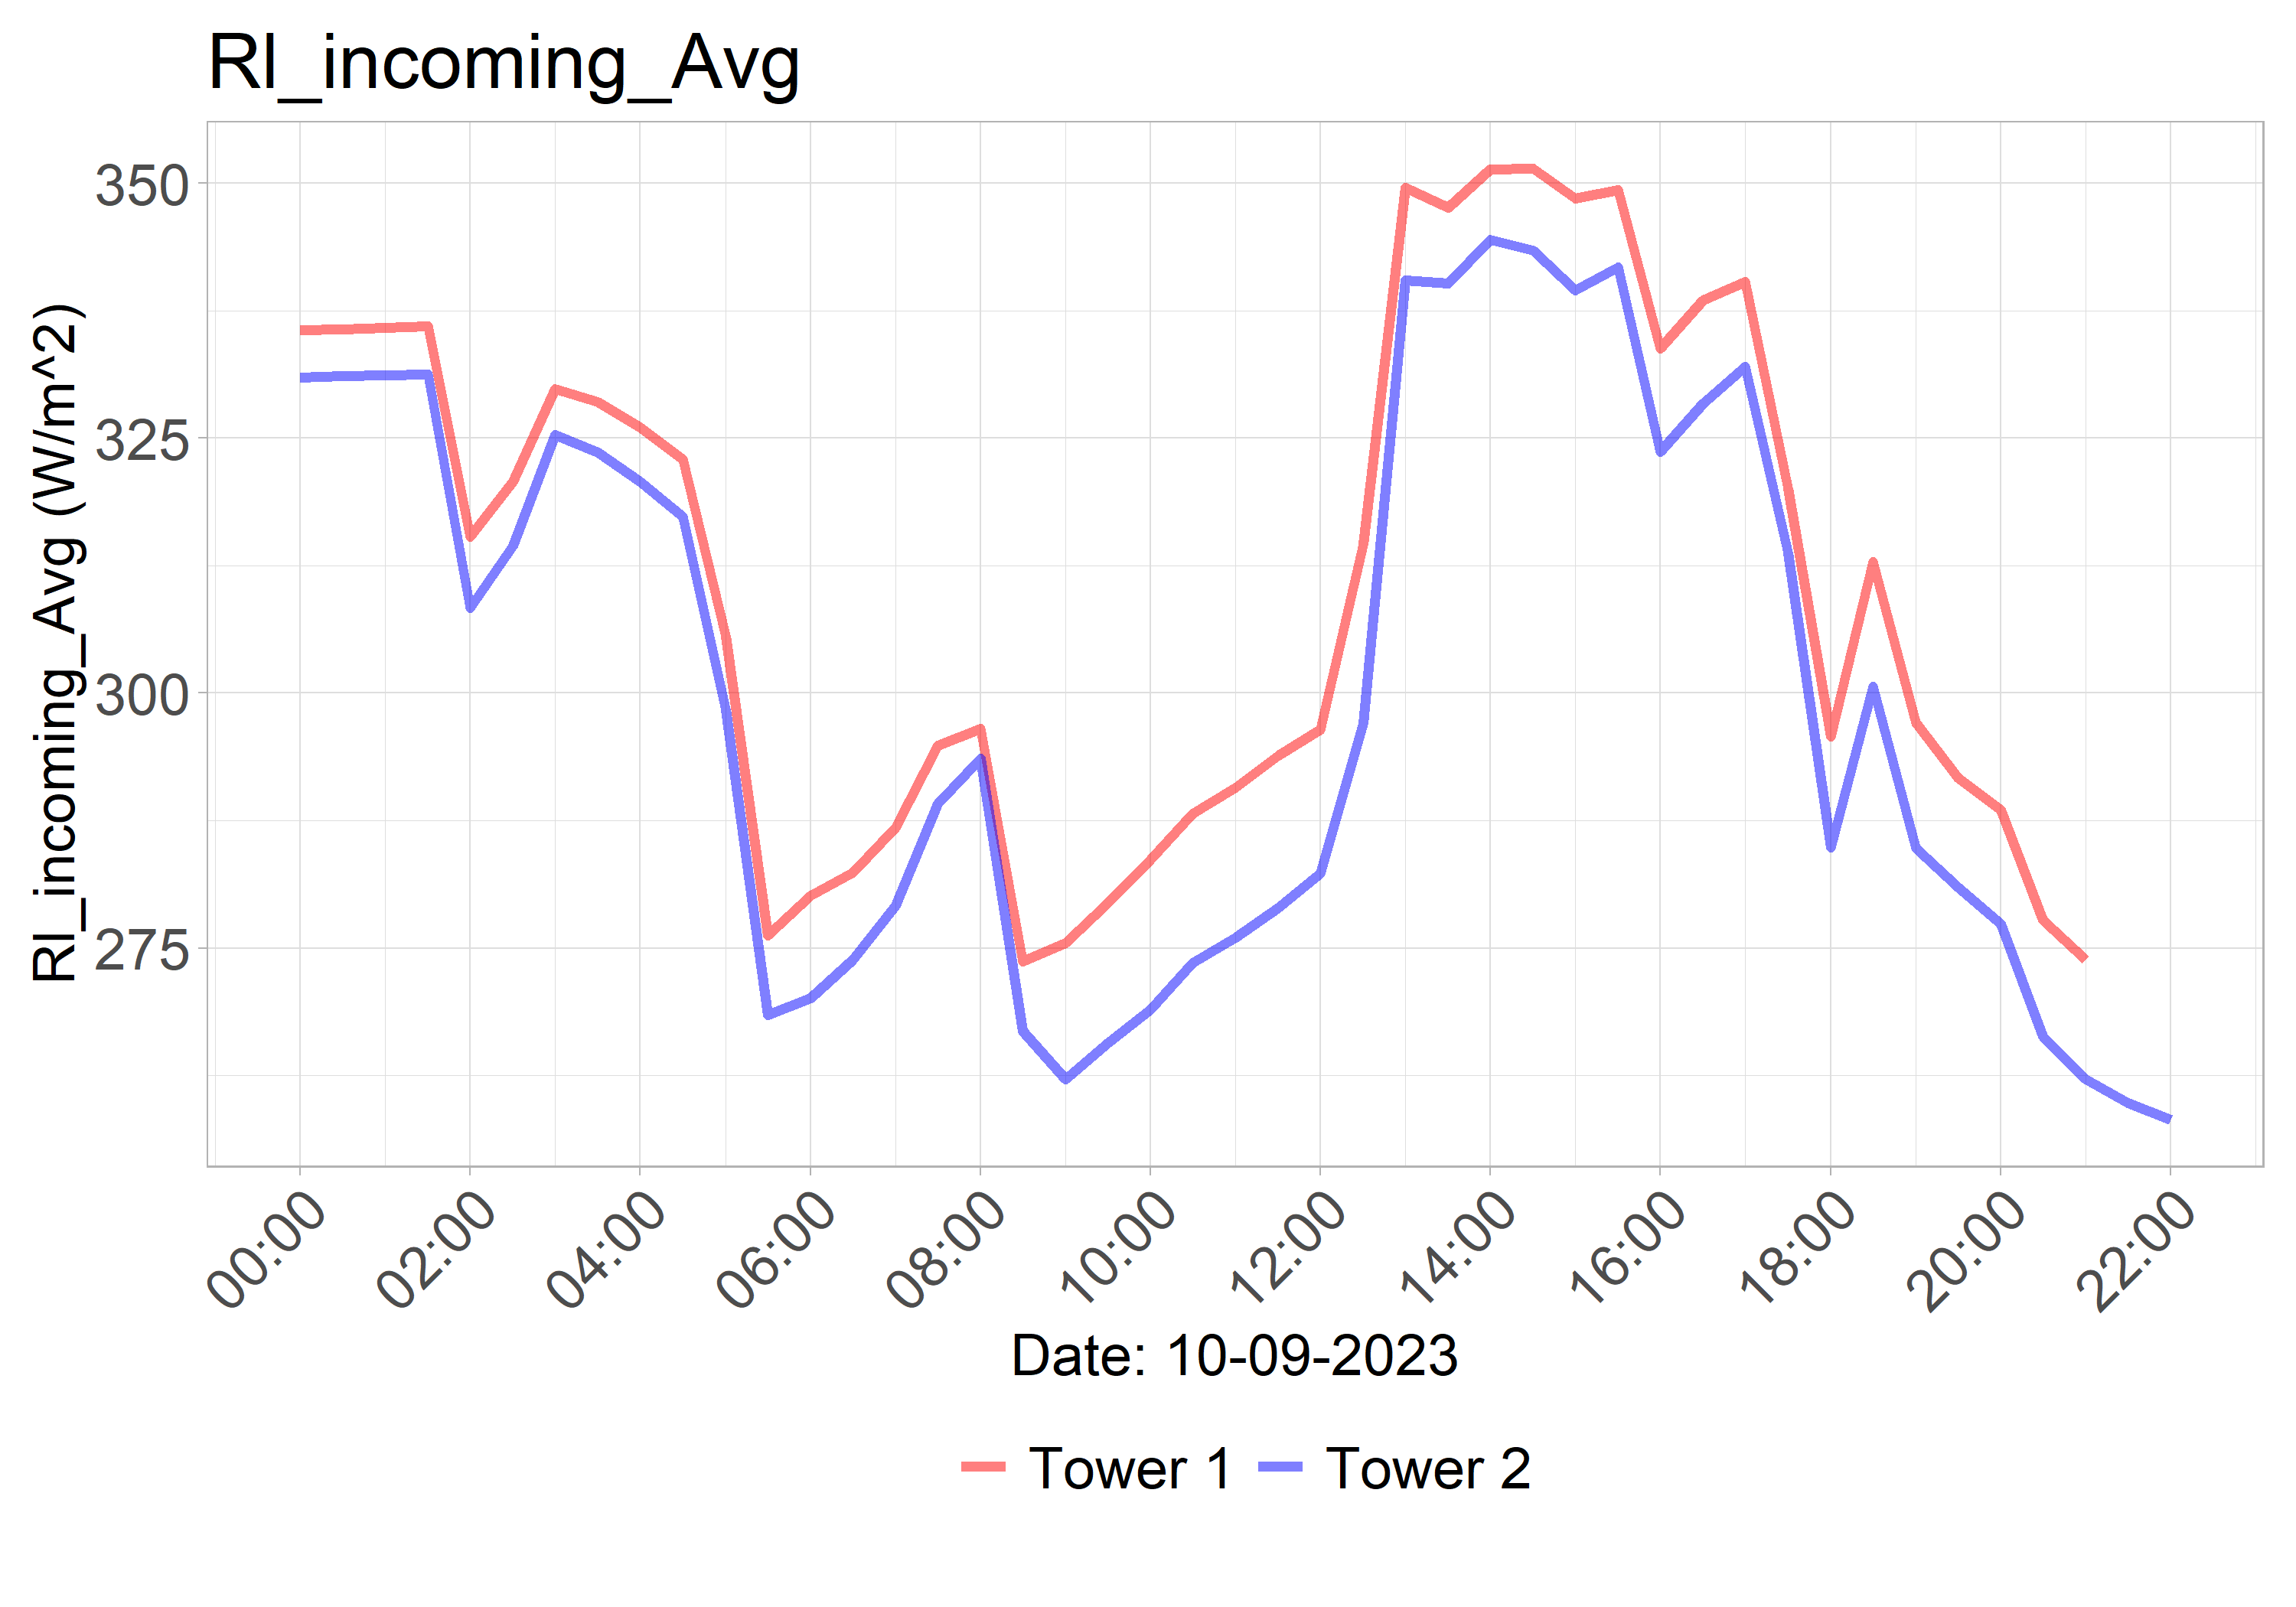 Rl_incoming_Avg
Rl_incoming_Avg (W/m^2)
350
325
300
275
00:00 02:00 04:00 06:00 08:00 10:00 12:00 14:00 16:00 18:00 20:00 22:00
Date: 10-09-2023
Tower 1 Tower 2